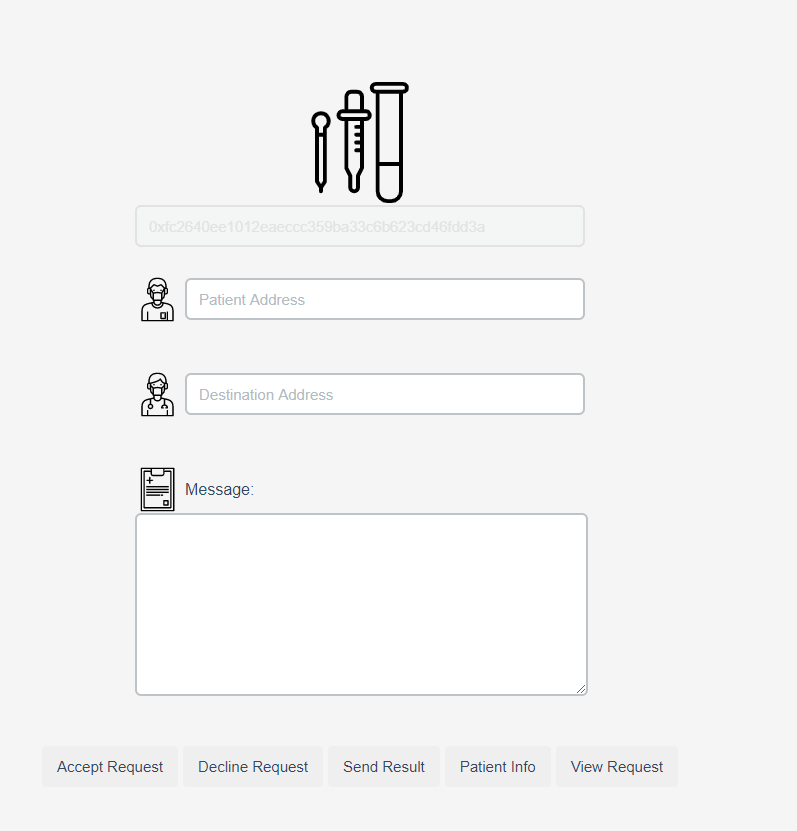 0xfc2640ee1012eaeccc359ba33c6b623cd46fdd3a
Patient Address
Destination Address
Message:
Accept Request Decline Request Send Result Patient Info View Request